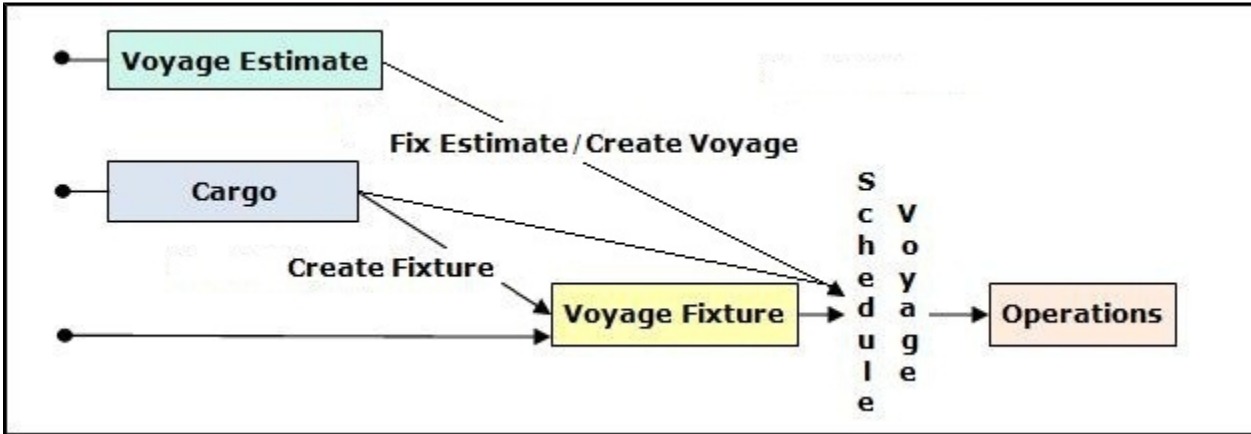 Voyage Estimate
Fix Estimate/Create Voyage
Cargo
Create Fixture
Voyage Fixture
Schedule
Voyage
Operations